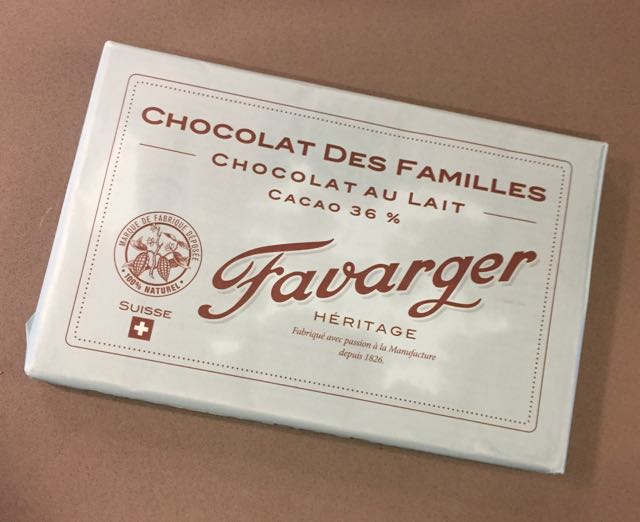 CHOCOLAT DES FAMILLES
CHOCOLAT AU LAIT
CACAO 36 %
MARQUE DE FABRIQUE DÉPOSÉE
100% NATUREL
SUISSE
Favarger
HÉRITAGE
Fabriqué avec passion à la Manufacture
depuis 1826.